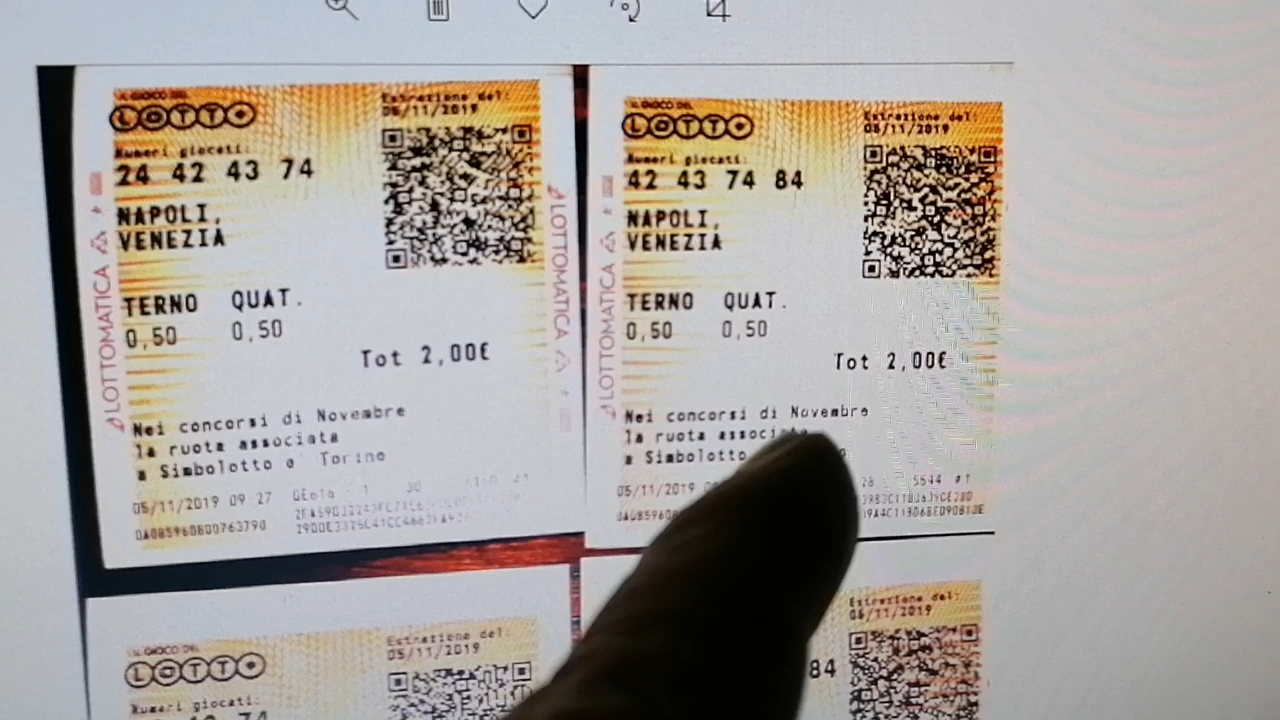 IL GIOCO DEL
LOTTO
Estrazione del:
05/11/2019
Numeri giocati:
24 42 43 74
NAPOLI,
VENEZIA
TERNO QUAT.
0,50 0,50
Tot 2,00€
Nei concorsi di Novembre
la ruota associata
a Simbolotto e' Torino
05/11/2019 09:27
0A085960800763790
LOTTOMATICA
LOTTOMATICA
IL GIOCO DEL
LOTTO
Estrazione del:
05/11/2019
Numeri giocati:
42 43 74 84
NAPOLI,
VENEZIA
TERNO QUAT.
0,50 0,50
Tot 2,00€
Nei concorsi di Novembre
la ruota
a Simbolotto
05/11/2019
5544 #1
LOTTOMATICA
IL GIOCO DEL
LOTTO
Estrazione del:
05/11/2019
Numeri giocati:
74
Estrazione del:
05/11/2019
84